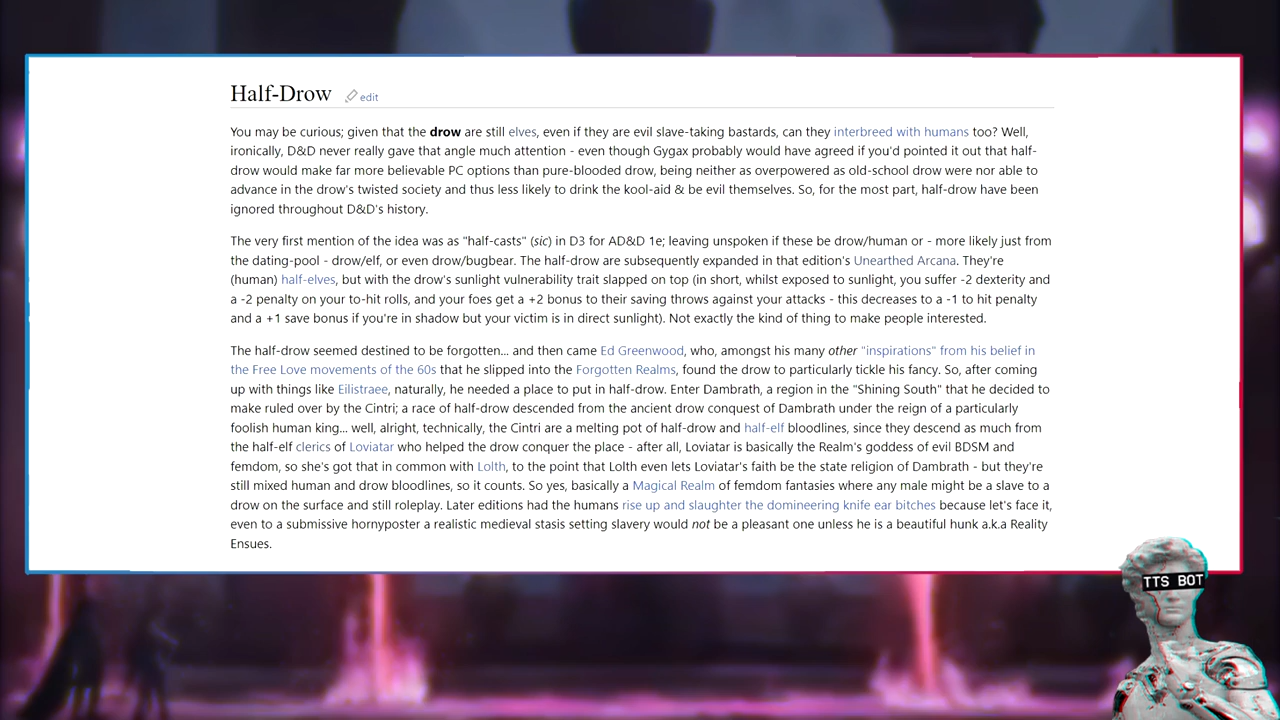 Half-Drow edit
You may be curious; given that the drow are still elves, even if they are evil slave-taking bastards, can they interbreed with humans too? Well,
ironically, D&D never really gave that angle much attention - even though Gygax probably would have agreed if you'd pointed it out that half-
drow would make far more believable PC options than pure-blooded drow, being neither as overpowered as old-school drow were nor able to
advance in the drow's twisted society and thus less likely to drink the kool-aid & be evil themselves. So, for the most part, half-drow have been
ignored throughout D&D's history.
The very first mention of the idea was as "half-casts" (sic) in D3 for AD&D 1e; leaving unspoken if these be drow/human or - more likely just from
the dating-pool - drow/elf, or even drow/bugbear. The half-drow are subsequently expanded in that edition's Unearthed Arcana. They're
(human) half-elves, but with the drow's sunlight vulnerability trait slapped on top (in short, whilst exposed to sunlight, you suffer -2 dexterity and
a -2 penalty on your to-hit rolls, and your foes get a +2 bonus to their saving throws against your attacks - this decreases to a -1 to hit penalty
and a +1 save bonus if you're in shadow but your victim is in direct sunlight). Not exactly the kind of thing to make people interested.
The half-drow seemed destined to be forgotten... and then came Ed Greenwood, who, amongst his many other "inspirations" from his belief in
the Free Love movements of the 60s that he slipped into the Forgotten Realms, found the drow to particularly tickle his fancy. So, after coming
up with things like Eilistraee, naturally, he needed a place to put in half-drow. Enter Dambrath, a region in the "Shining South" that he decided to
make ruled over by the Cintri; a race of half-drow descended from the ancient drow conquest of Dambrath under the reign of a particularly
foolish human king... well, alright, technically, the Cintri are a melting pot of half-drow and half-elf bloodlines, since they descend as much from
the half-elf clerics of Loviatar who helped the drow conquer the place - after all, Loviatar is basically the Realm's goddess of evil BDSM and
femdom, so she's got that in common with Lolth, to the point that Lolth even lets Loviatar's faith be the state religion of Dambrath - but they're
still mixed human and drow bloodlines, so it counts. So yes, basically a Magical Realm of femdom fantasies where any male might be a slave to a
drow on the surface and still roleplay. Later editions had the humans rise up and slaughter the domineering knife ear bitches because let's face it,
even to a submissive hornyposter a realistic medieval stasis setting slavery would not be a pleasant one unless he is a beautiful hunk a.k.a Reality
Ensues.
TTS BOT